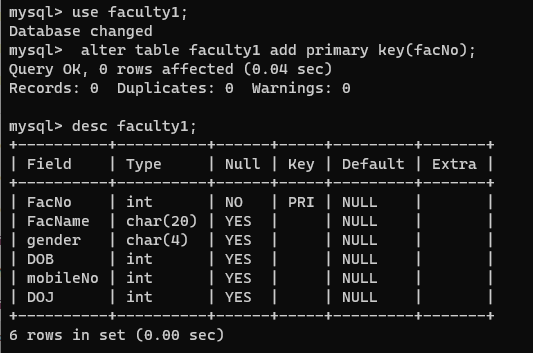 mysql> use faculty1;
Database changed
mysql>  alter table faculty1 add primary key(facNo);
Query OK, 0 rows affected (0.04 sec)
Records: 0  Duplicates: 0  Warnings: 0

mysql> desc faculty1;
+----------+----------+------+-----+---------+-------+
| Field    | Type     | Null | Key | Default | Extra |
+----------+----------+------+-----+---------+-------+
| FacNo    | int      | NO   | PRI | NULL    |       |
| FacName  | char(20) | YES  |     | NULL    |       |
| gender   | char(4)  | YES  |     | NULL    |       |
| DOB      | int      | YES  |     | NULL    |       |
| mobileNo | int      | YES  |     | NULL    |       |
| DOJ      | int      | YES  |     | NULL    |       |
+----------+----------+------+-----+---------+-------+
6 rows in set (0.00 sec)